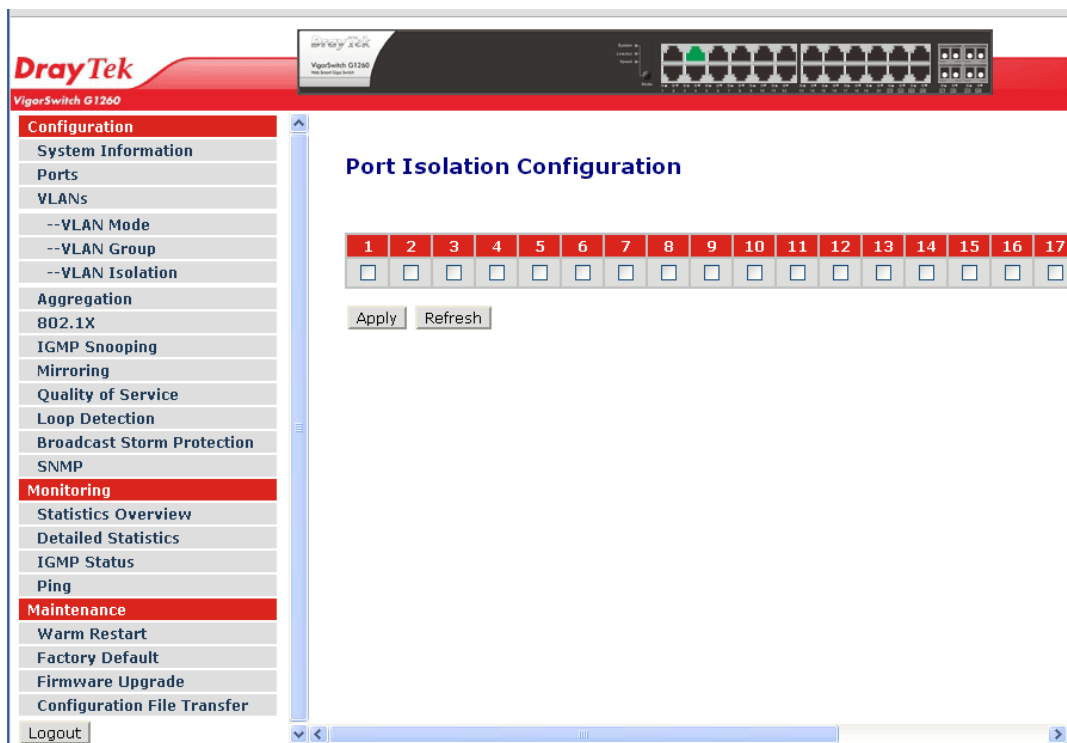 DrayTek
VigorSwitch G1260
DrayTek
VigorSwitch G1260
Configuration
System Information
Ports
VLANs
--VLAN Mode
--VLAN Group
--VLAN Isolation
Aggregation
802.1X
IGMP Snooping
Mirroring
Quality of Service
Loop Detection
Broadcast Storm Protection
SNMP
Monitoring
Statistics Overview
Detailed Statistics
IGMP Status
Ping
Maintenance
Warm Restart
Factory Default
Firmware Upgrade
Configuration File Transfer
Logout
Port Isolation Configuration
1 2 3 4 5 6 7 8 9 10 11 12 13 14 15 16 17
Apply Refresh